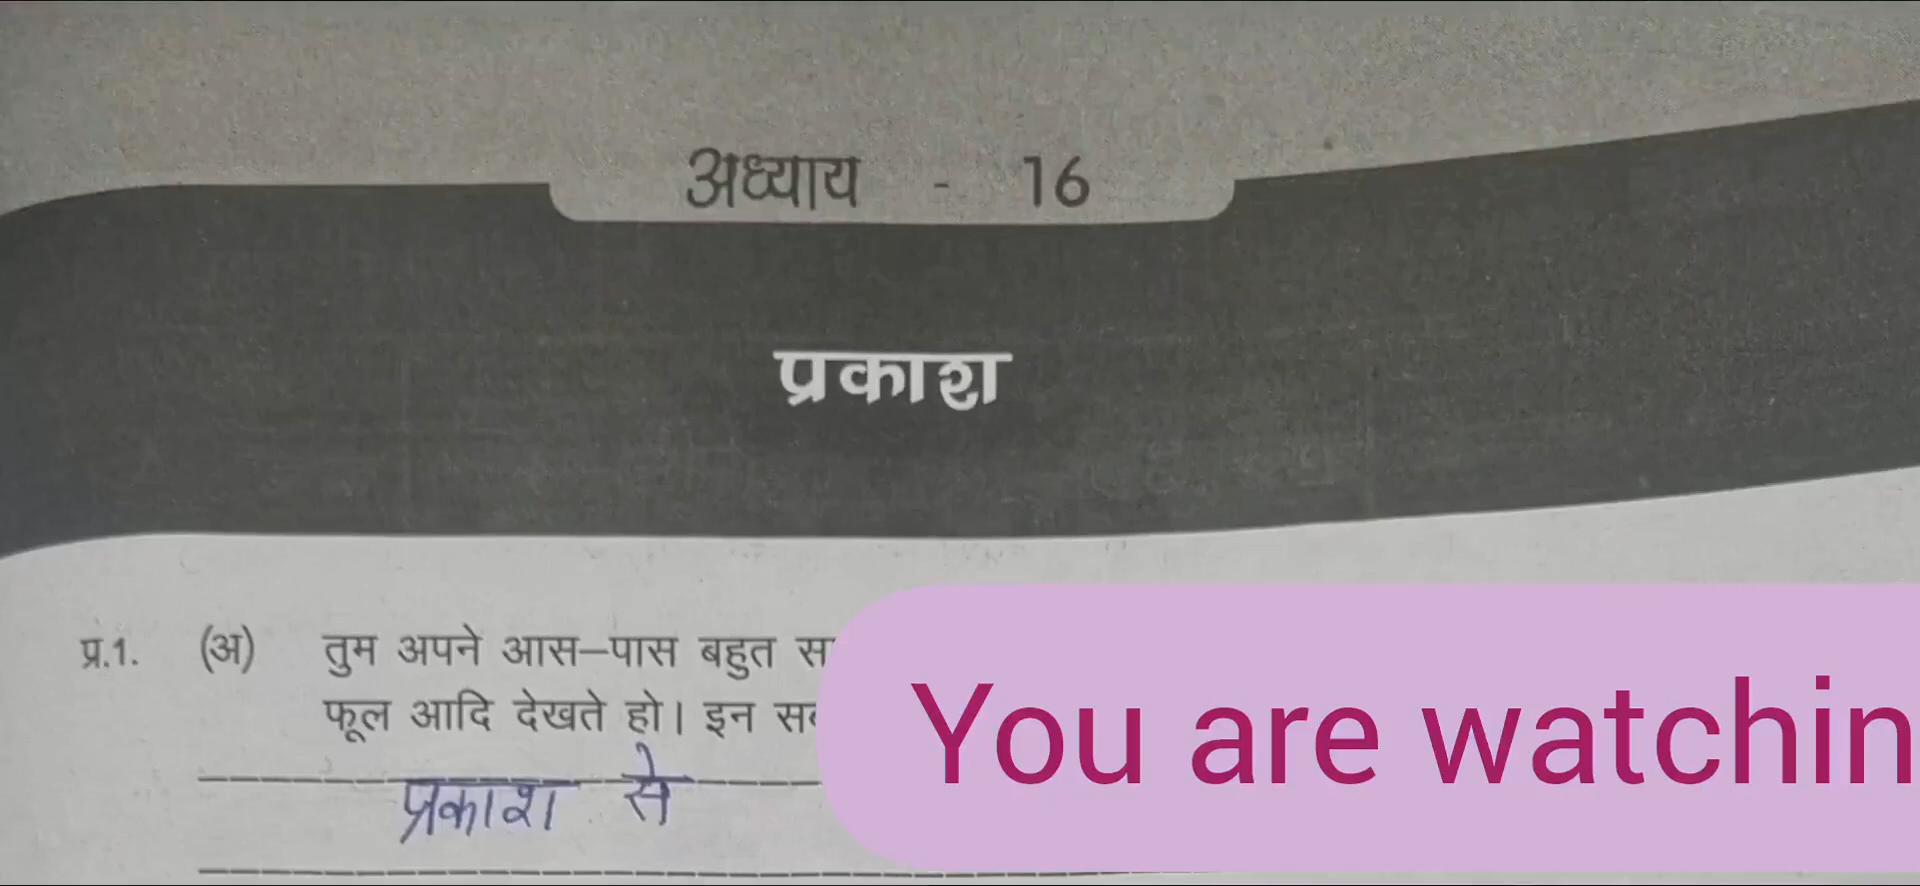 अध्याय - 16
प्रकाश
प्र.1. (अ) तुम अपने आस–पास बहुत
फूल आदि देखते हो। इन
प्रकाश से
You are watchin